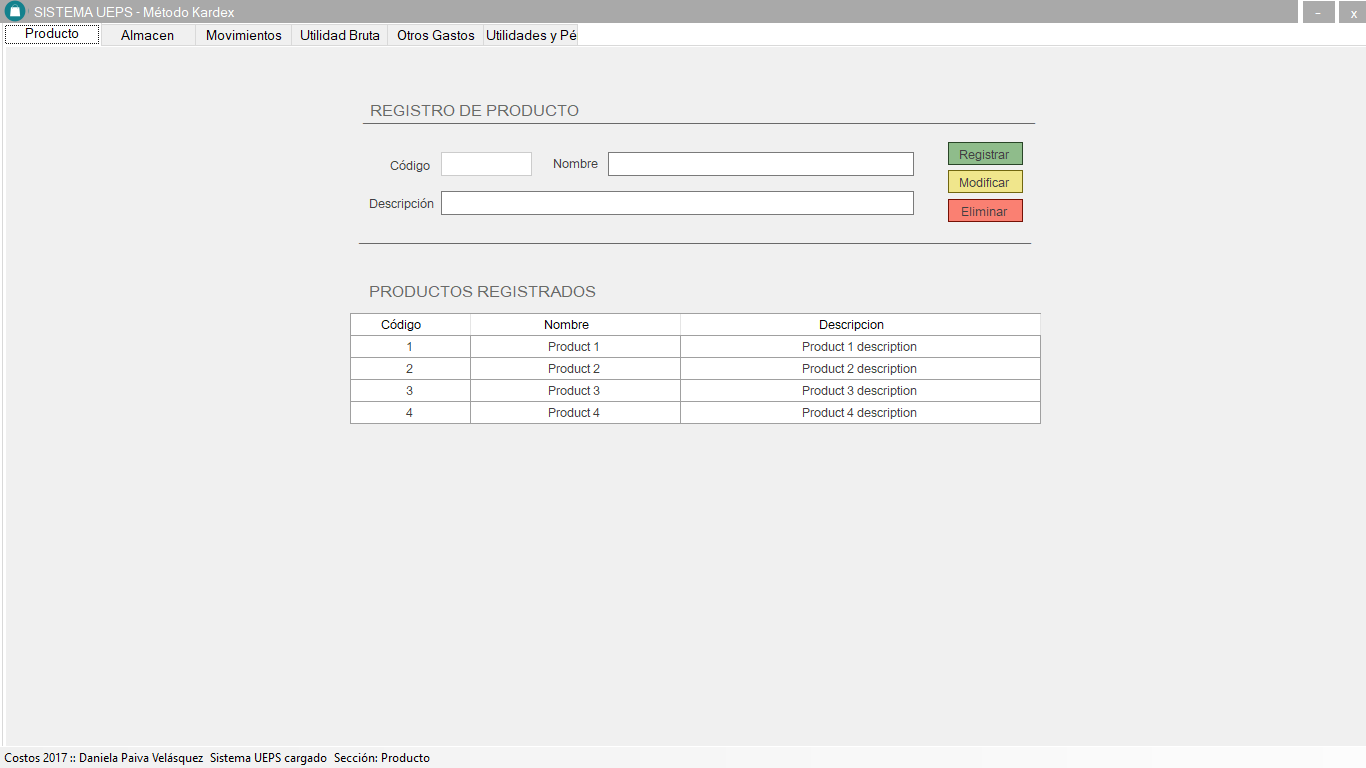 SISTEMA UEPS - Método Kardex - x
Producto Almacen Movimientos Utilidad Bruta Otros Gastos Utilidades y Pé
REGISTRO DE PRODUCTO
Código Nombre Registrar
Modificar
Descripción Eliminar
PRODUCTOS REGISTRADOS
Código Nombre Descripcion
1 Product 1 Product 1 description
2 Product 2 Product 2 description
3 Product 3 Product 3 description
4 Product 4 Product 4 description
Costos 2017 :: Daniela Paiva Velásquez Sistema UEPS cargado Sección: Producto